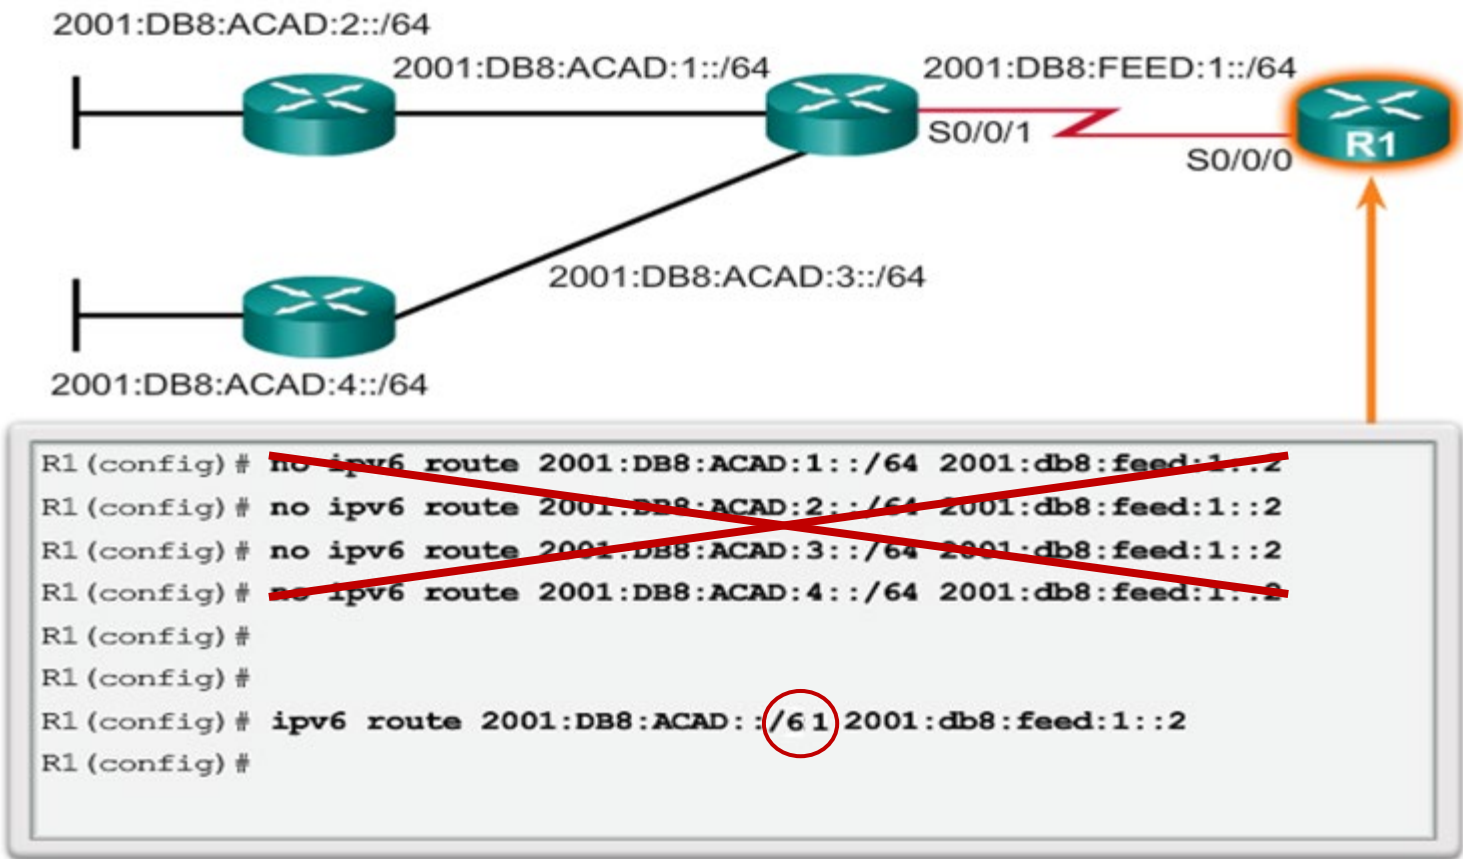 2001:DB8:ACAD:2::/64
2001:DB8:ACAD:1::/64
2001:DB8:FEED:1::/64
S0/0/1
R1
S0/0/0
2001:DB8:ACAD:3::/64
2001:DB8:ACAD:4::/64
R1(config)# no ipv6 route 2001:DB8:ACAD:1::/64 2001:db8:feed:1::2
R1(config)# no ipv6 route 2001:DB8:ACAD:2::/64 2001:db8:feed:1::2
R1(config)# no ipv6 route 2001:DB8:ACAD:3::/64 2001:db8:feed:1::2
R1(config)# no ipv6 route 2001:DB8:ACAD:4::/64 2001:db8:feed:1::2
R1(config)#
R1(config)#
R1(config)# ipv6 route 2001:DB8:ACAD::/61 2001:db8:feed:1::2
R1(config)#